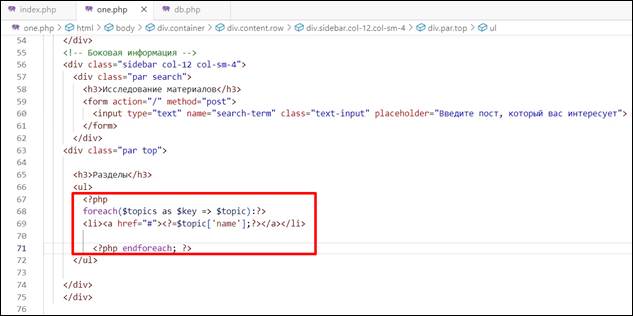 index.php one.php × db.php
one.php > html > body > div.container > div.content.row > div.sidebar.col-12.col-sm-4 > div.par.top > ul
54 </div>
55 <!-- Боковая информация -->
56 <div class="sidebar col-12 col-sm-4">
57 <div class="par search">
58 <h3>Исследование материалов</h3>
59 <form action="/" method="post">
60 <input type="text" name="search-term" class="text-input" placeholder="Введите пост, который вас интересует">
61 </form>
62 </div>
63 <div class="par top">
64
65 <h3>Разделы</h3>
66 <ul>
67 <?php
68 foreach($topics as $key => $topic):?>
69 <li><a href="#"><?=$topic['name'];?></a></li>
70
71 <?php endforeach; ?>
72 </ul>
73
74 </div>
75 </div>
76